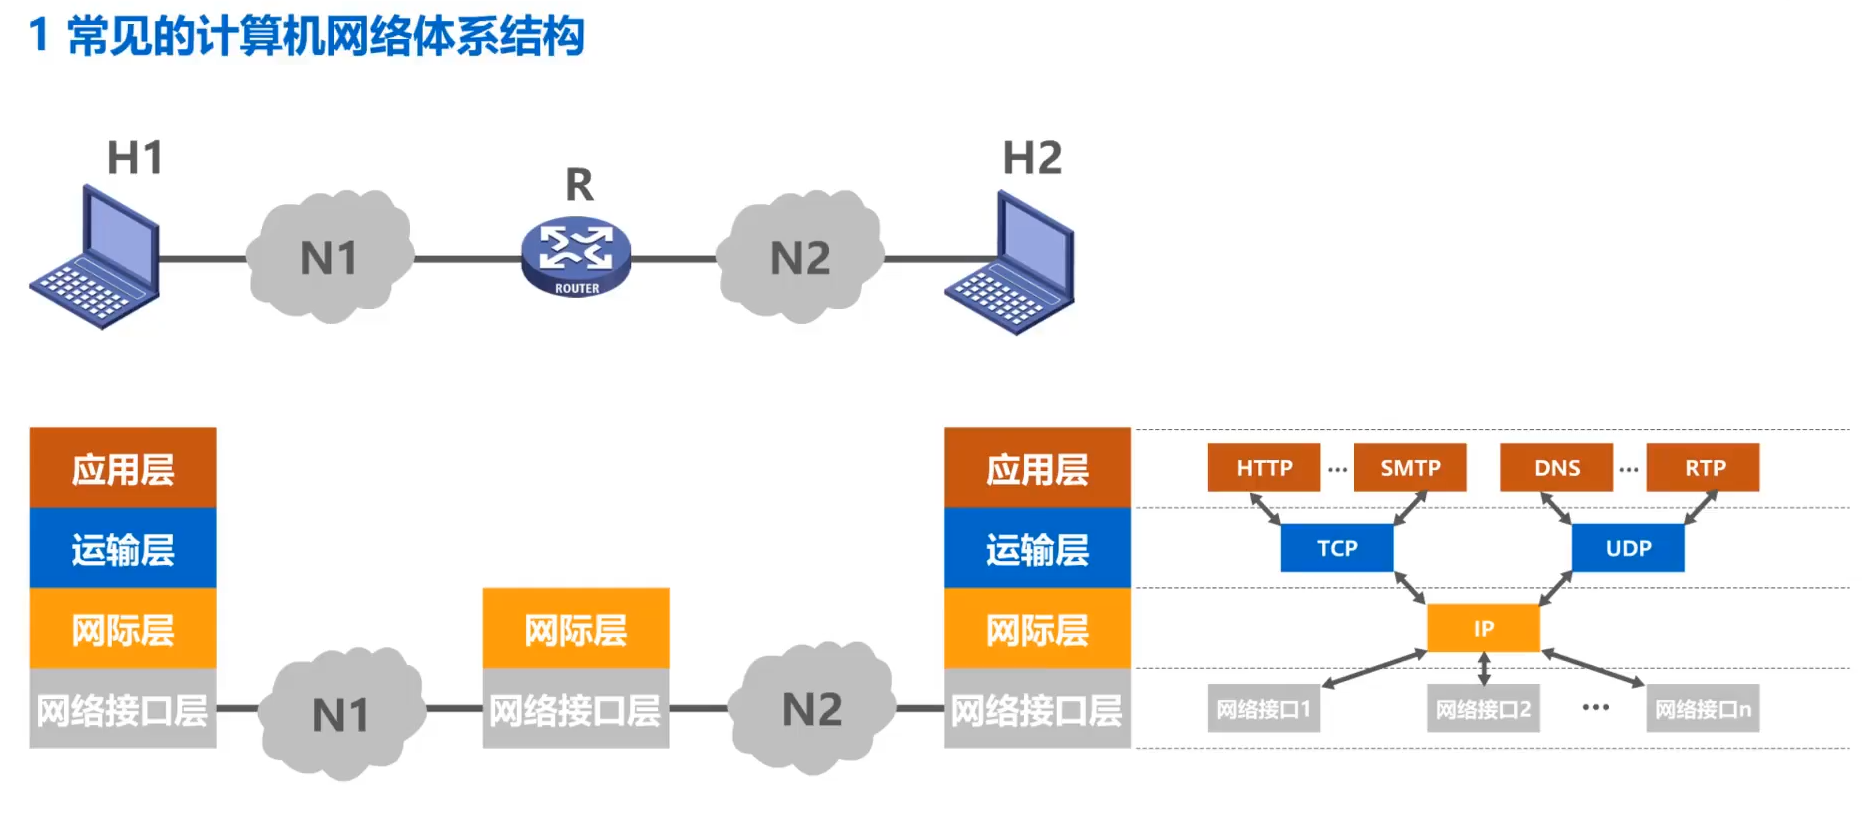 1 常见的计算机网络体系结构
H1
R
H2
N1
ROUTER
N2
应用层
运输层
网际层
网络接口层
N1
网际层
网络接口层
N2
应用层
运输层
网际层
网络接口层
HTTP ... SMTP DNS ... RTP
TCP UDP
IP
网络接口1 网络接口2 ... 网络接口n